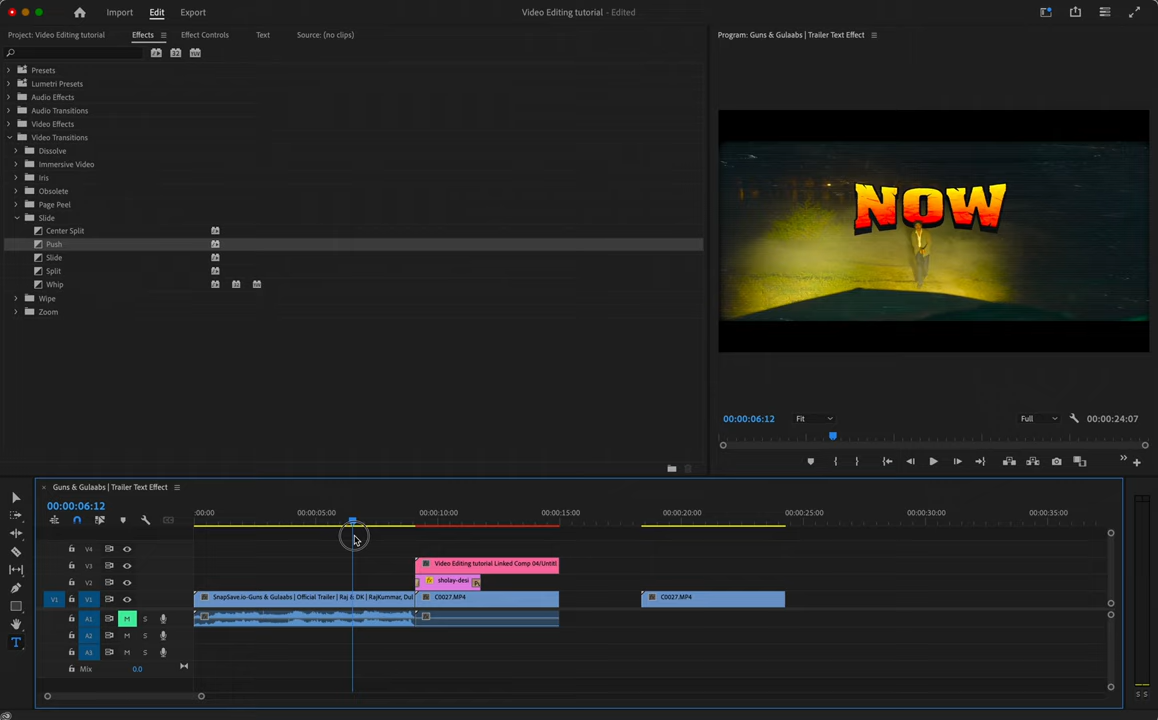 Import Edit Export Video Editing tutorial - Edited
Project: Video Editing tutorial Effects Effect Controls Text Source: (no clips)
Program: Guns & Gulaabs | Trailer Text Effect
Presets
Lumetri Presets
Audio Effects
Audio Transitions
Video Effects
Video Transitions
Dissolve
Immersive Video
Iris
Obsolete
Page Peel
Slide
Center Split
Push
Slide
Split
Whip
Wipe
Zoom
NOW
00:00:06:12 Fit Full 00:00:24:07
Guns & Gulaabs | Trailer Text Effect
00:00:06:12
:00:00 00:00:05:00 00:00:10:00 00:00:15:00 00:00:20:00 00:00:25:00 00:00:30:00 00:00:35:00
V4
V3 Video Editing tutorial Linked Comp 04/Untitl
V2 fx sholay-desi
V1 V1 SnapSave.io-Guns & Gulaabs | Official Trailer | Raj & DK | RajKummar, Dul C0027.MP4 C0027.MP4
A1 M S
A2 M S
A3 M S
Mix 0.0
S S